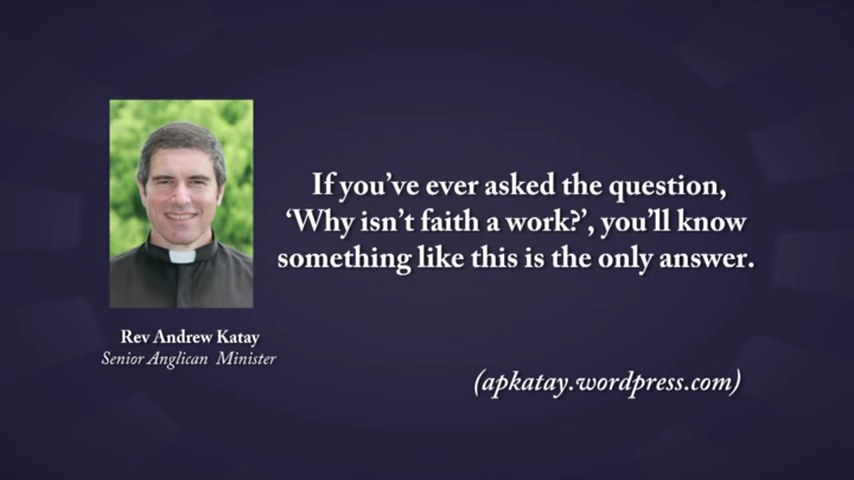 If you’ve ever asked the question,
‘Why isn’t faith a work?’, you’ll know
something like this is the only answer.
Rev Andrew Katay
Senior Anglican Minister
(apkatay.wordpress.com)